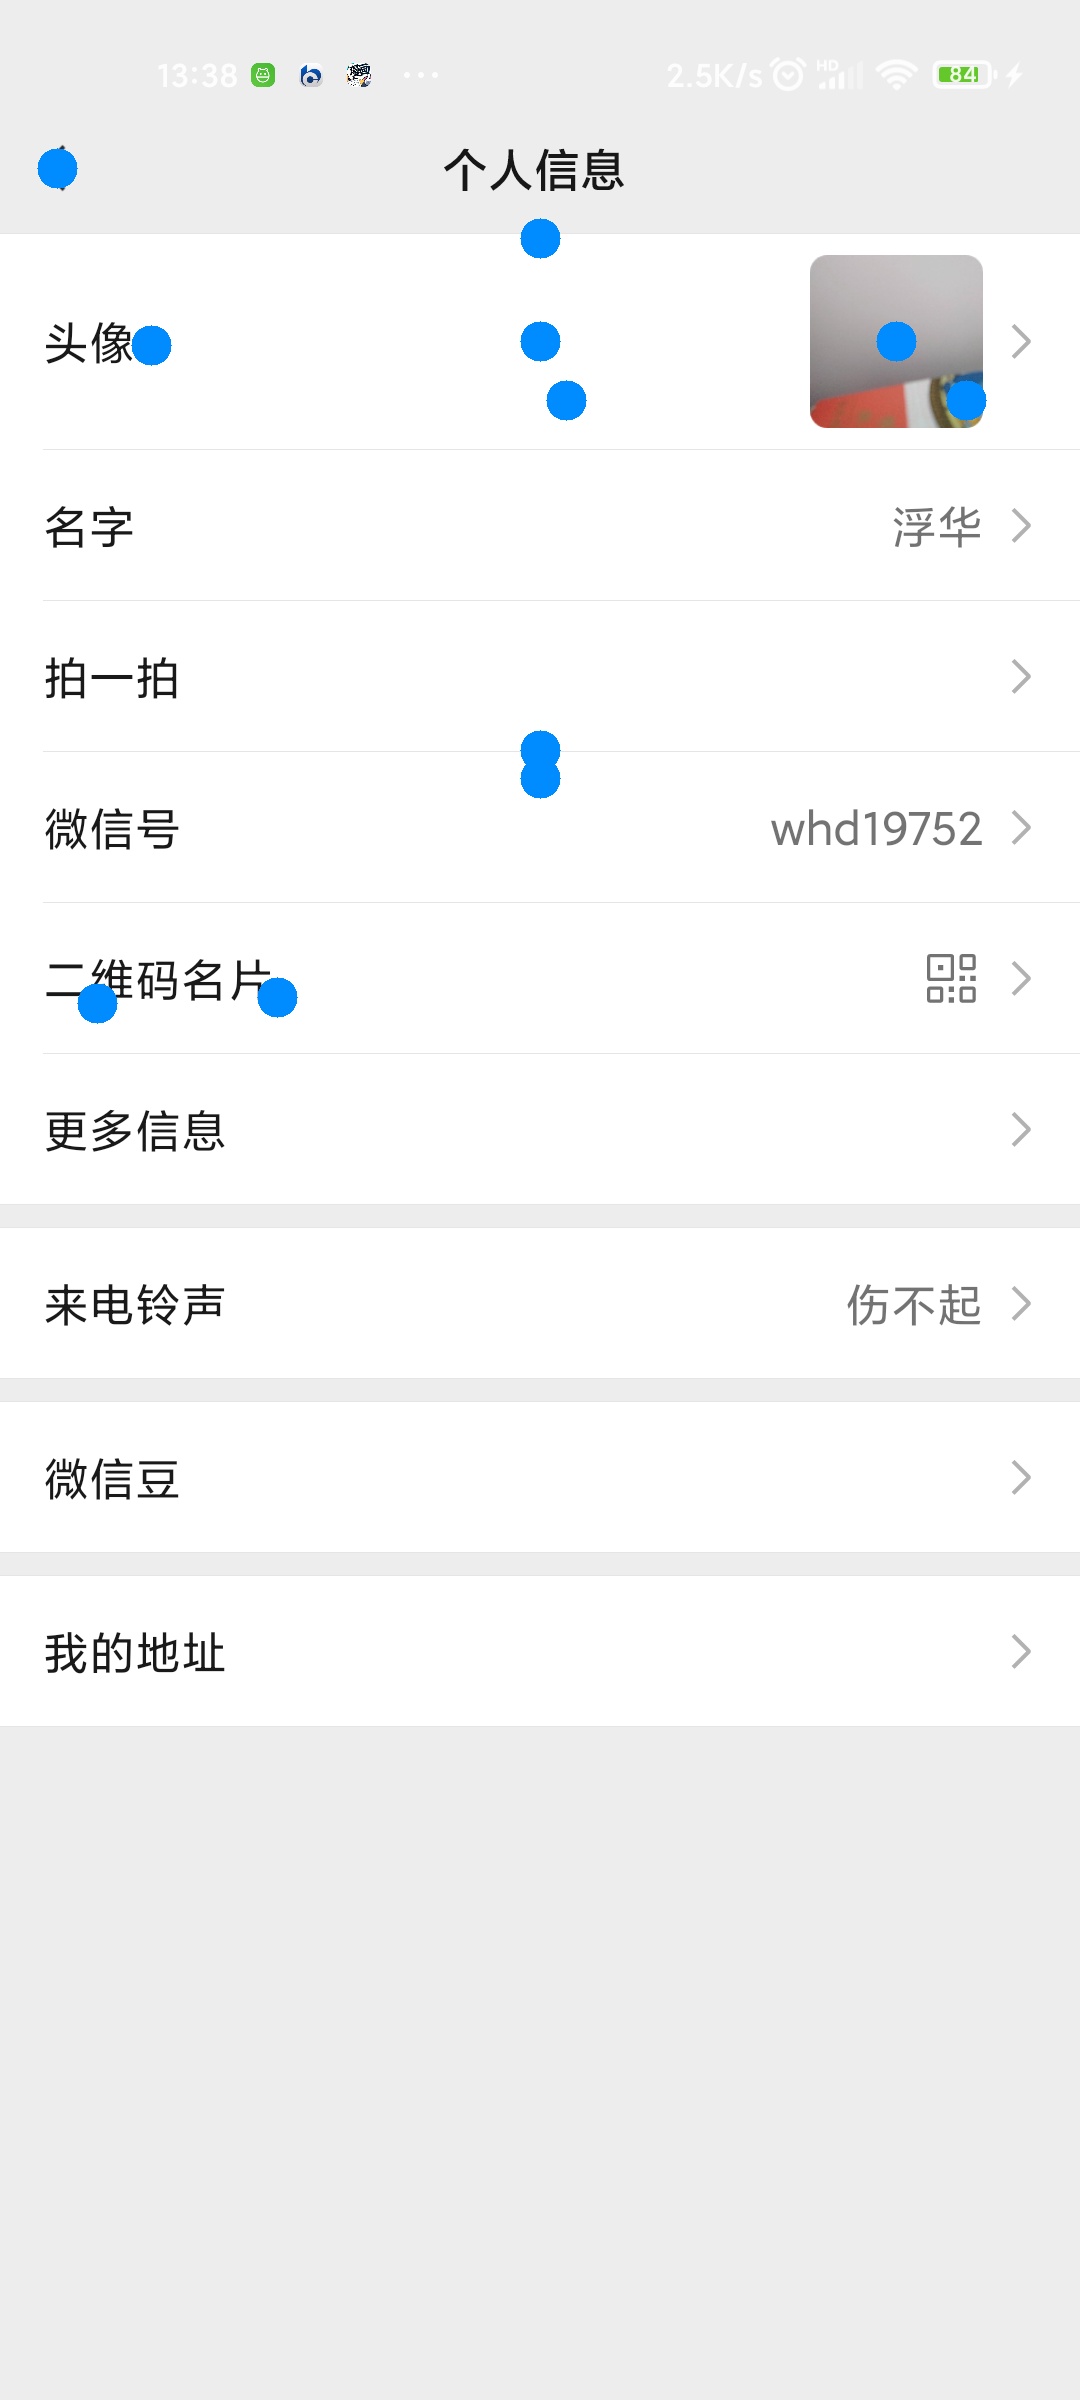 13:38 ··· 2.5K/s HD 84
个人信息
头像
名字 浮华
拍一拍
微信号 whd19752
二维码名片
更多信息
来电铃声 伤不起
微信豆
我的地址